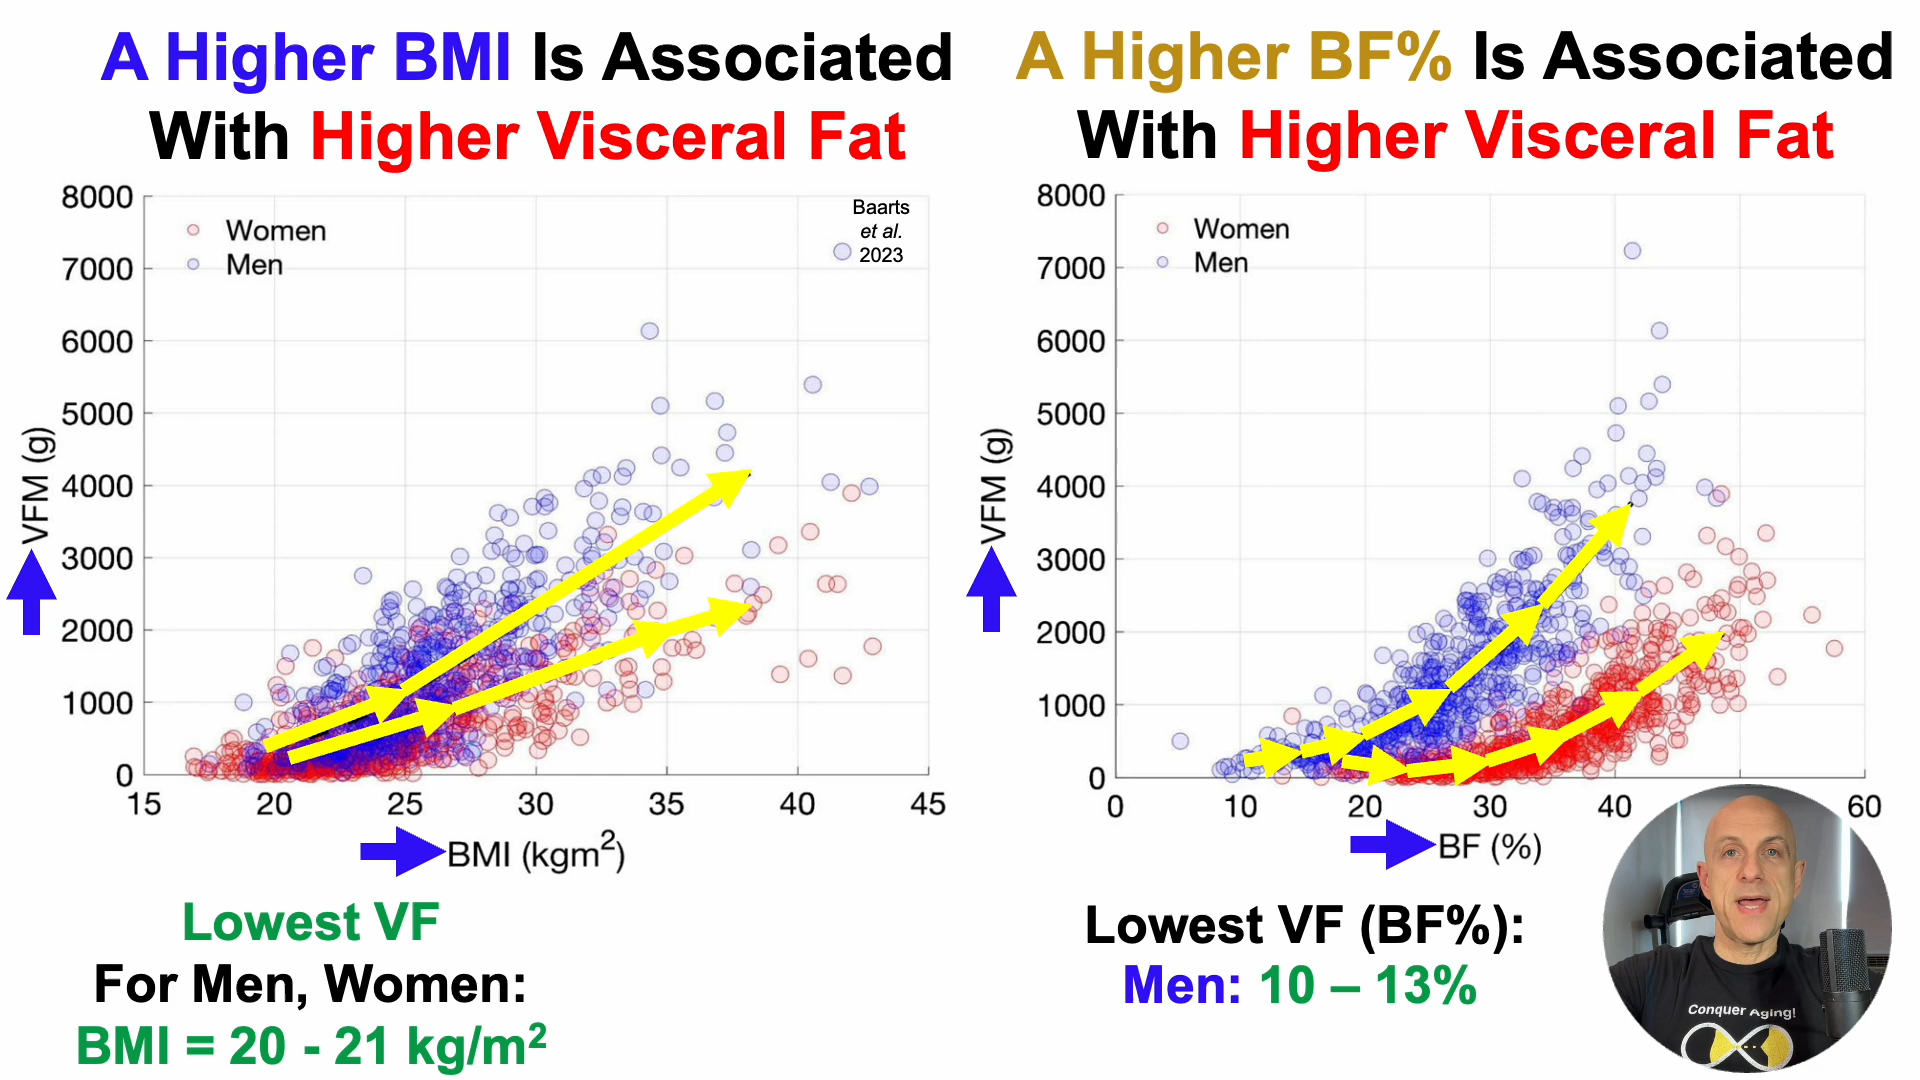 A Higher BMI Is Associated
With Higher Visceral Fat
8000
7000
6000
5000
4000
3000
2000
1000
0
VFM (g)
Women
Men
Baarts
et al.
2023
15
20
25
30
35
40
45
BMI (kgm²)
Lowest VF
For Men, Women:
BMI = 20 - 21 kg/m²
A Higher BF% Is Associated
With Higher Visceral Fat
8000
7000
6000
5000
4000
3000
2000
1000
0
VFM (g)
Women
Men
0
10
20
30
40
60
BF (%)
Lowest VF (BF%):
Men: 10 – 13%
Conquer Aging!